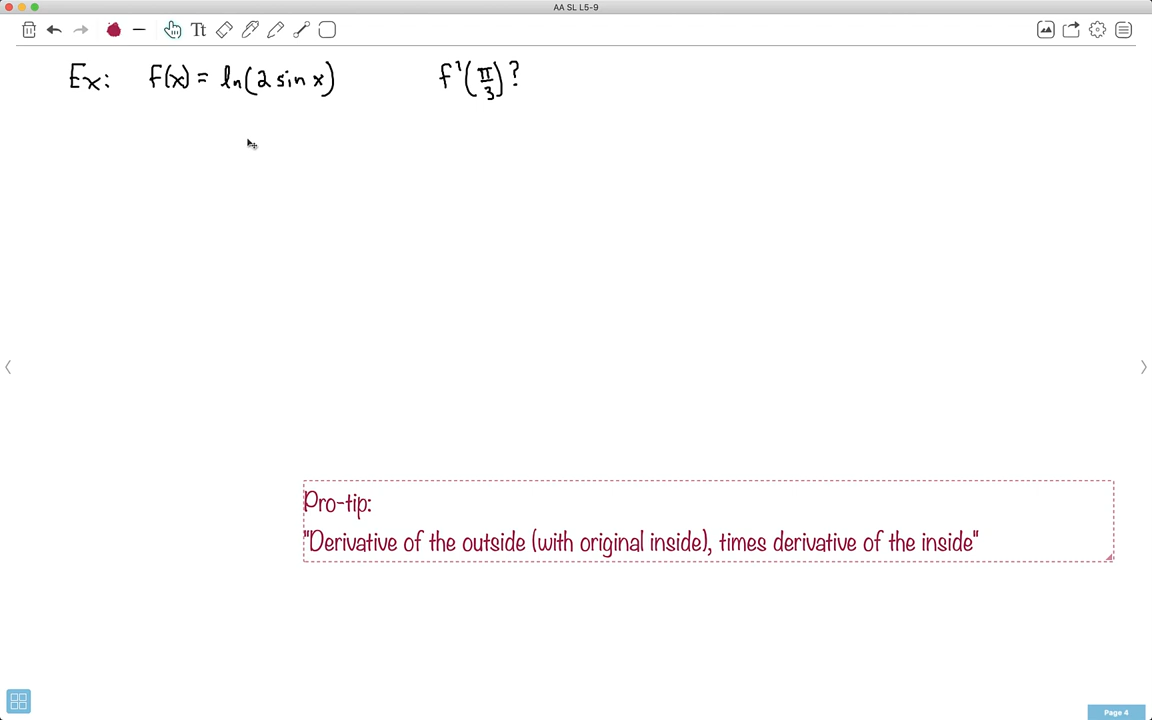 AA SL L5-9
Tt
Ex: f(x) = ln(2 sin x) f'(π/3)?
Pro-tip:
"Derivative of the outside (with original inside), times derivative of the inside"
Page 4